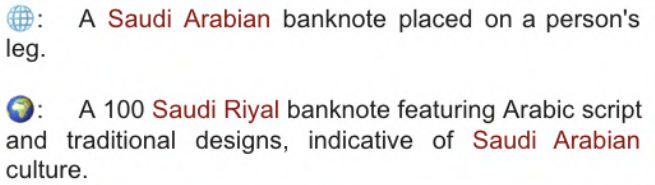 🌐: A Saudi Arabian banknote placed on a person's
leg.
🌍: A 100 Saudi Riyal banknote featuring Arabic script
and traditional designs, indicative of Saudi Arabian
culture.